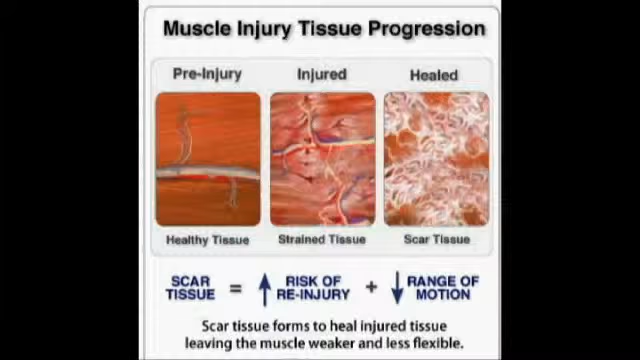 Muscle Injury Tissue Progression
Pre-Injury
Injured
Healed
Healthy Tissue
Strained Tissue
Scar Tissue
SCAR
TISSUE
=
RISK OF
RE-INJURY
+
RANGE OF
MOTION
Scar tissue forms to heal injured tissue
leaving the muscle weaker and less flexible.